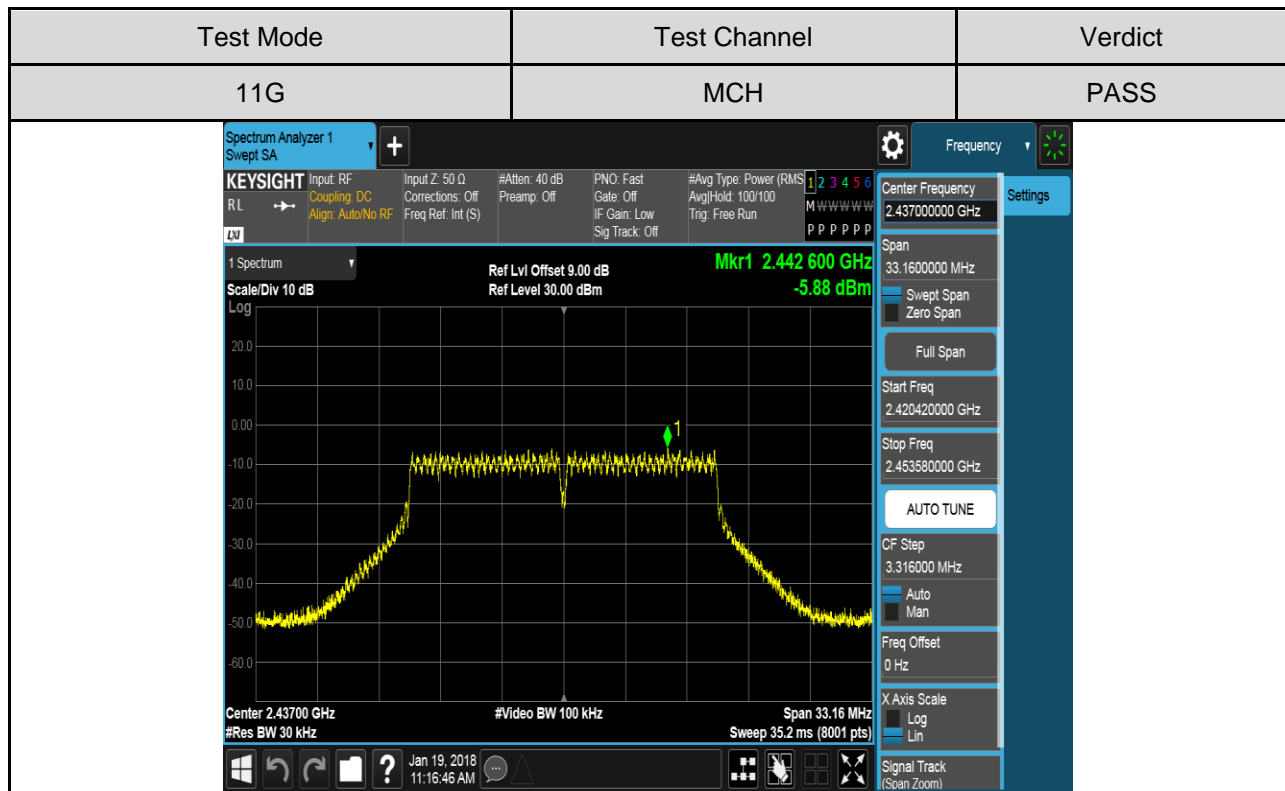 Test Mode Test Channel Verdict
11G MCH PASS
Spectrum Analyzer 1
Swept SA
+
Frequency
KEYSIGHT Input: RF Input Z: 50 Ω #Atten: 40 dB PNO: Fast #Avg Type: Power (RMS 1 2 3 4 5 6
RL Coupling: DC Corrections: Off Preamp: Off Gate: Off Avg|Hold: 100/100 M W W W W W
Align: Auto/No RF Freq Ref: Int (S) IF Gain: Low Trig: Free Run
LXI Sig Track: Off P P P P P P
1 Spectrum
Scale/Div 10 dB
Ref Lvl Offset 9.00 dB
Ref Level 30.00 dBm
Mkr1 2.442 600 GHz
-5.88 dBm
Log
20.0
10.0
0.00
-10.0
-20.0
-30.0
-40.0
-50.0
-60.0
1
Center 2.43700 GHz #Video BW 100 kHz Span 33.16 MHz
#Res BW 30 kHz Sweep 35.2 ms (8001 pts)
Center Frequency
2.437000000 GHz
Settings
Span
33.1600000 MHz
Swept Span
Zero Span
Full Span
Start Freq
2.420420000 GHz
Stop Freq
2.453580000 GHz
AUTO TUNE
CF Step
3.316000 MHz
Auto
Man
Freq Offset
0 Hz
X Axis Scale
Log
Lin
Signal Track
(Span Zoom)
?
Jan 19, 2018
11:16:46 AM